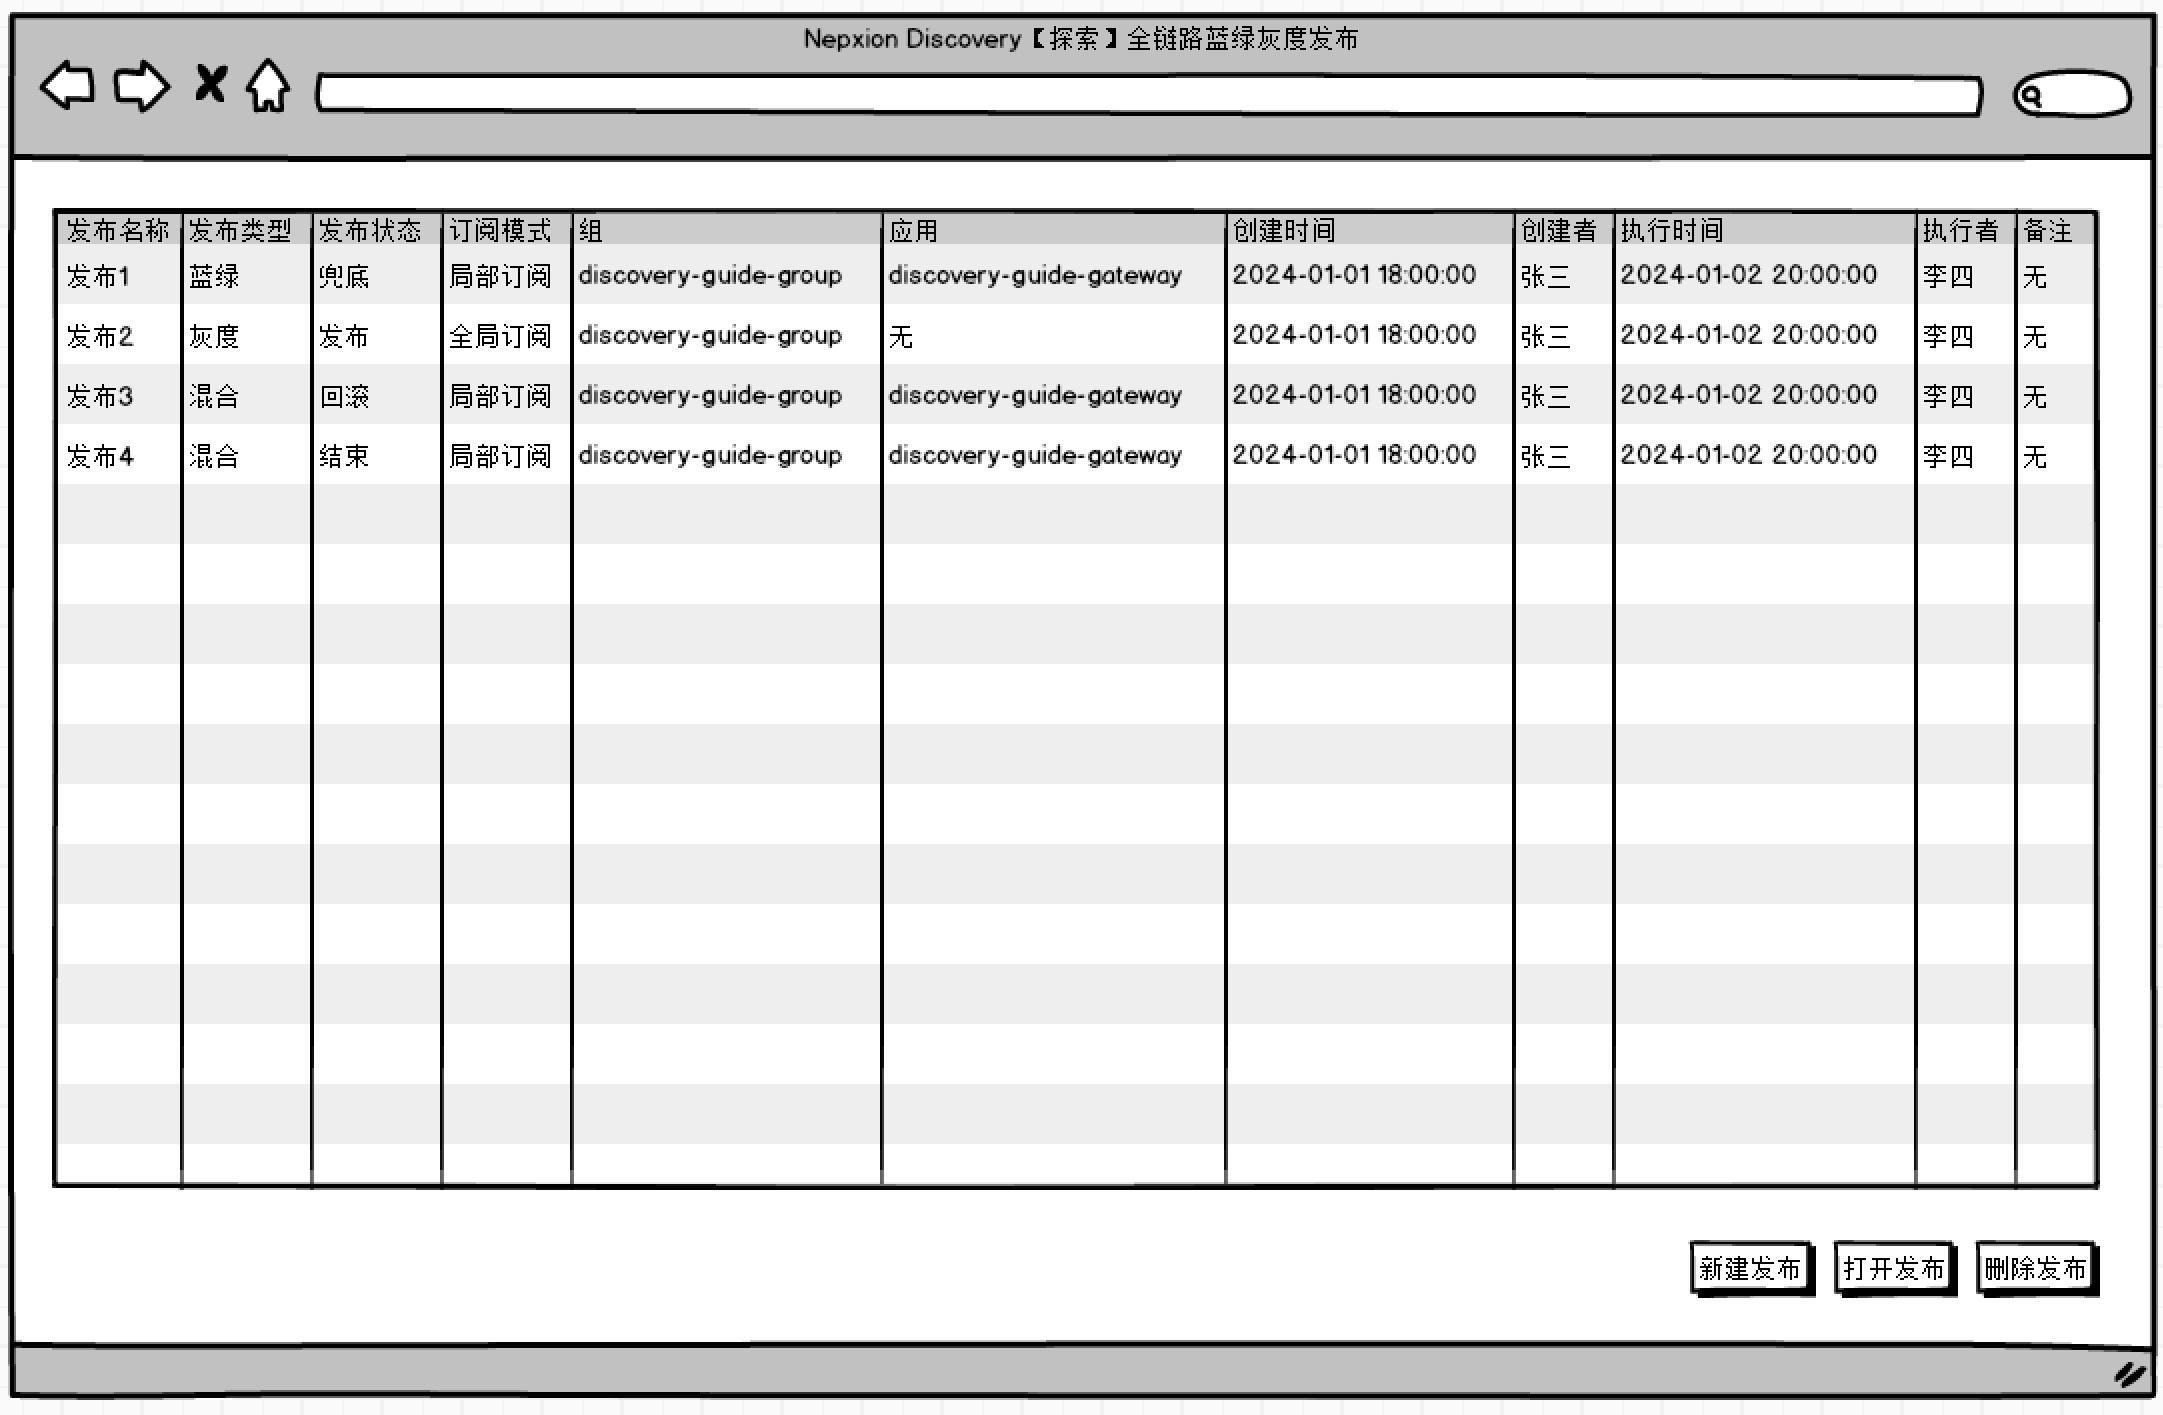 Nepxion Discovery【探索】全链路蓝绿灰度发布
发布名称 发布类型 发布状态 订阅模式 组 应用 创建时间 创建者 执行时间 执行者 备注
发布1 蓝绿 兜底 局部订阅 discovery-guide-group discovery-guide-gateway 2024-01-01 18:00:00 张三 2024-01-02 20:00:00 李四 无
发布2 灰度 发布 全局订阅 discovery-guide-group 无 2024-01-01 18:00:00 张三 2024-01-02 20:00:00 李四 无
发布3 混合 回滚 局部订阅 discovery-guide-group discovery-guide-gateway 2024-01-01 18:00:00 张三 2024-01-02 20:00:00 李四 无
发布4 混合 结束 局部订阅 discovery-guide-group discovery-guide-gateway 2024-01-01 18:00:00 张三 2024-01-02 20:00:00 李四 无
新建发布 打开发布 删除发布